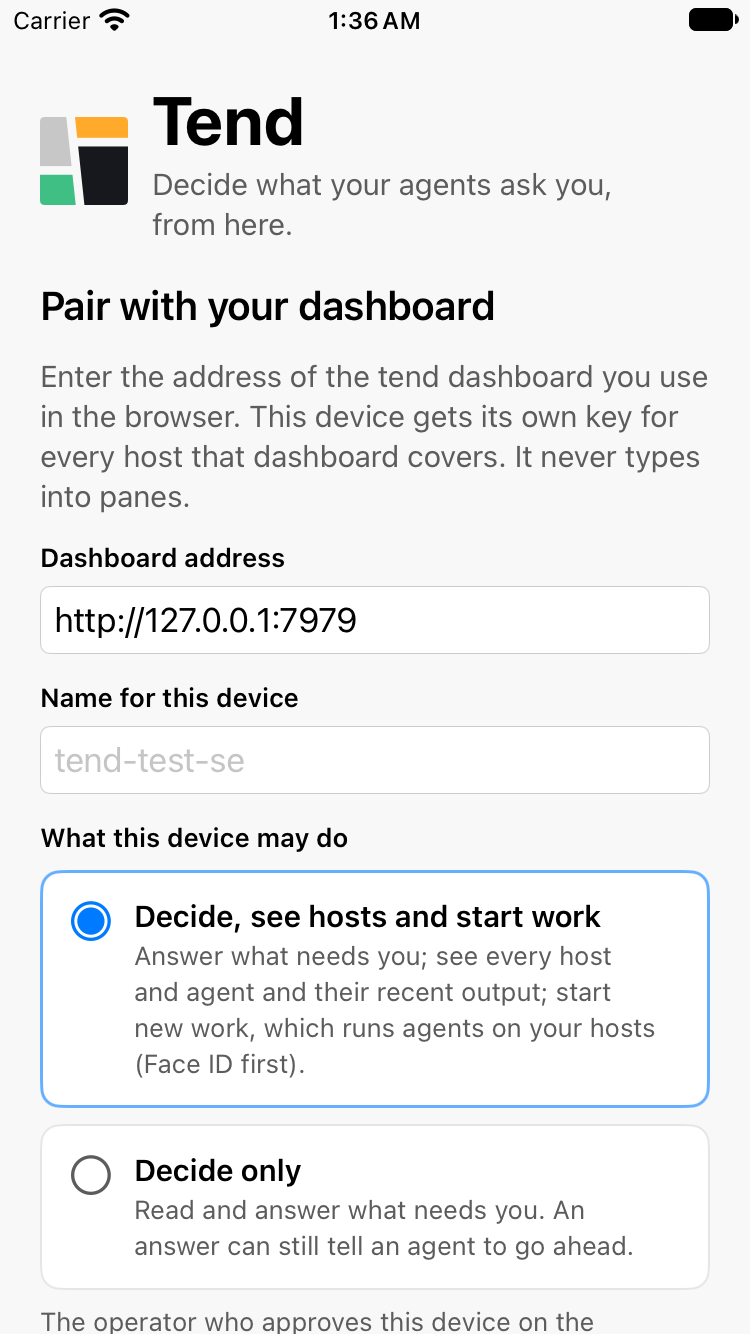 Carrier
1:36 AM
Tend
Decide what your agents ask you,
from here.
Pair with your dashboard
Enter the address of the tend dashboard you use
in the browser. This device gets its own key for
every host that dashboard covers. It never types
into panes.
Dashboard address
http://127.0.0.1:7979
Name for this device
tend-test-se
What this device may do
Decide, see hosts and start work
Answer what needs you; see every host
and agent and their recent output; start
new work, which runs agents on your hosts
(Face ID first).
Decide only
Read and answer what needs you. An
answer can still tell an agent to go ahead.
The operator who approves this device on the